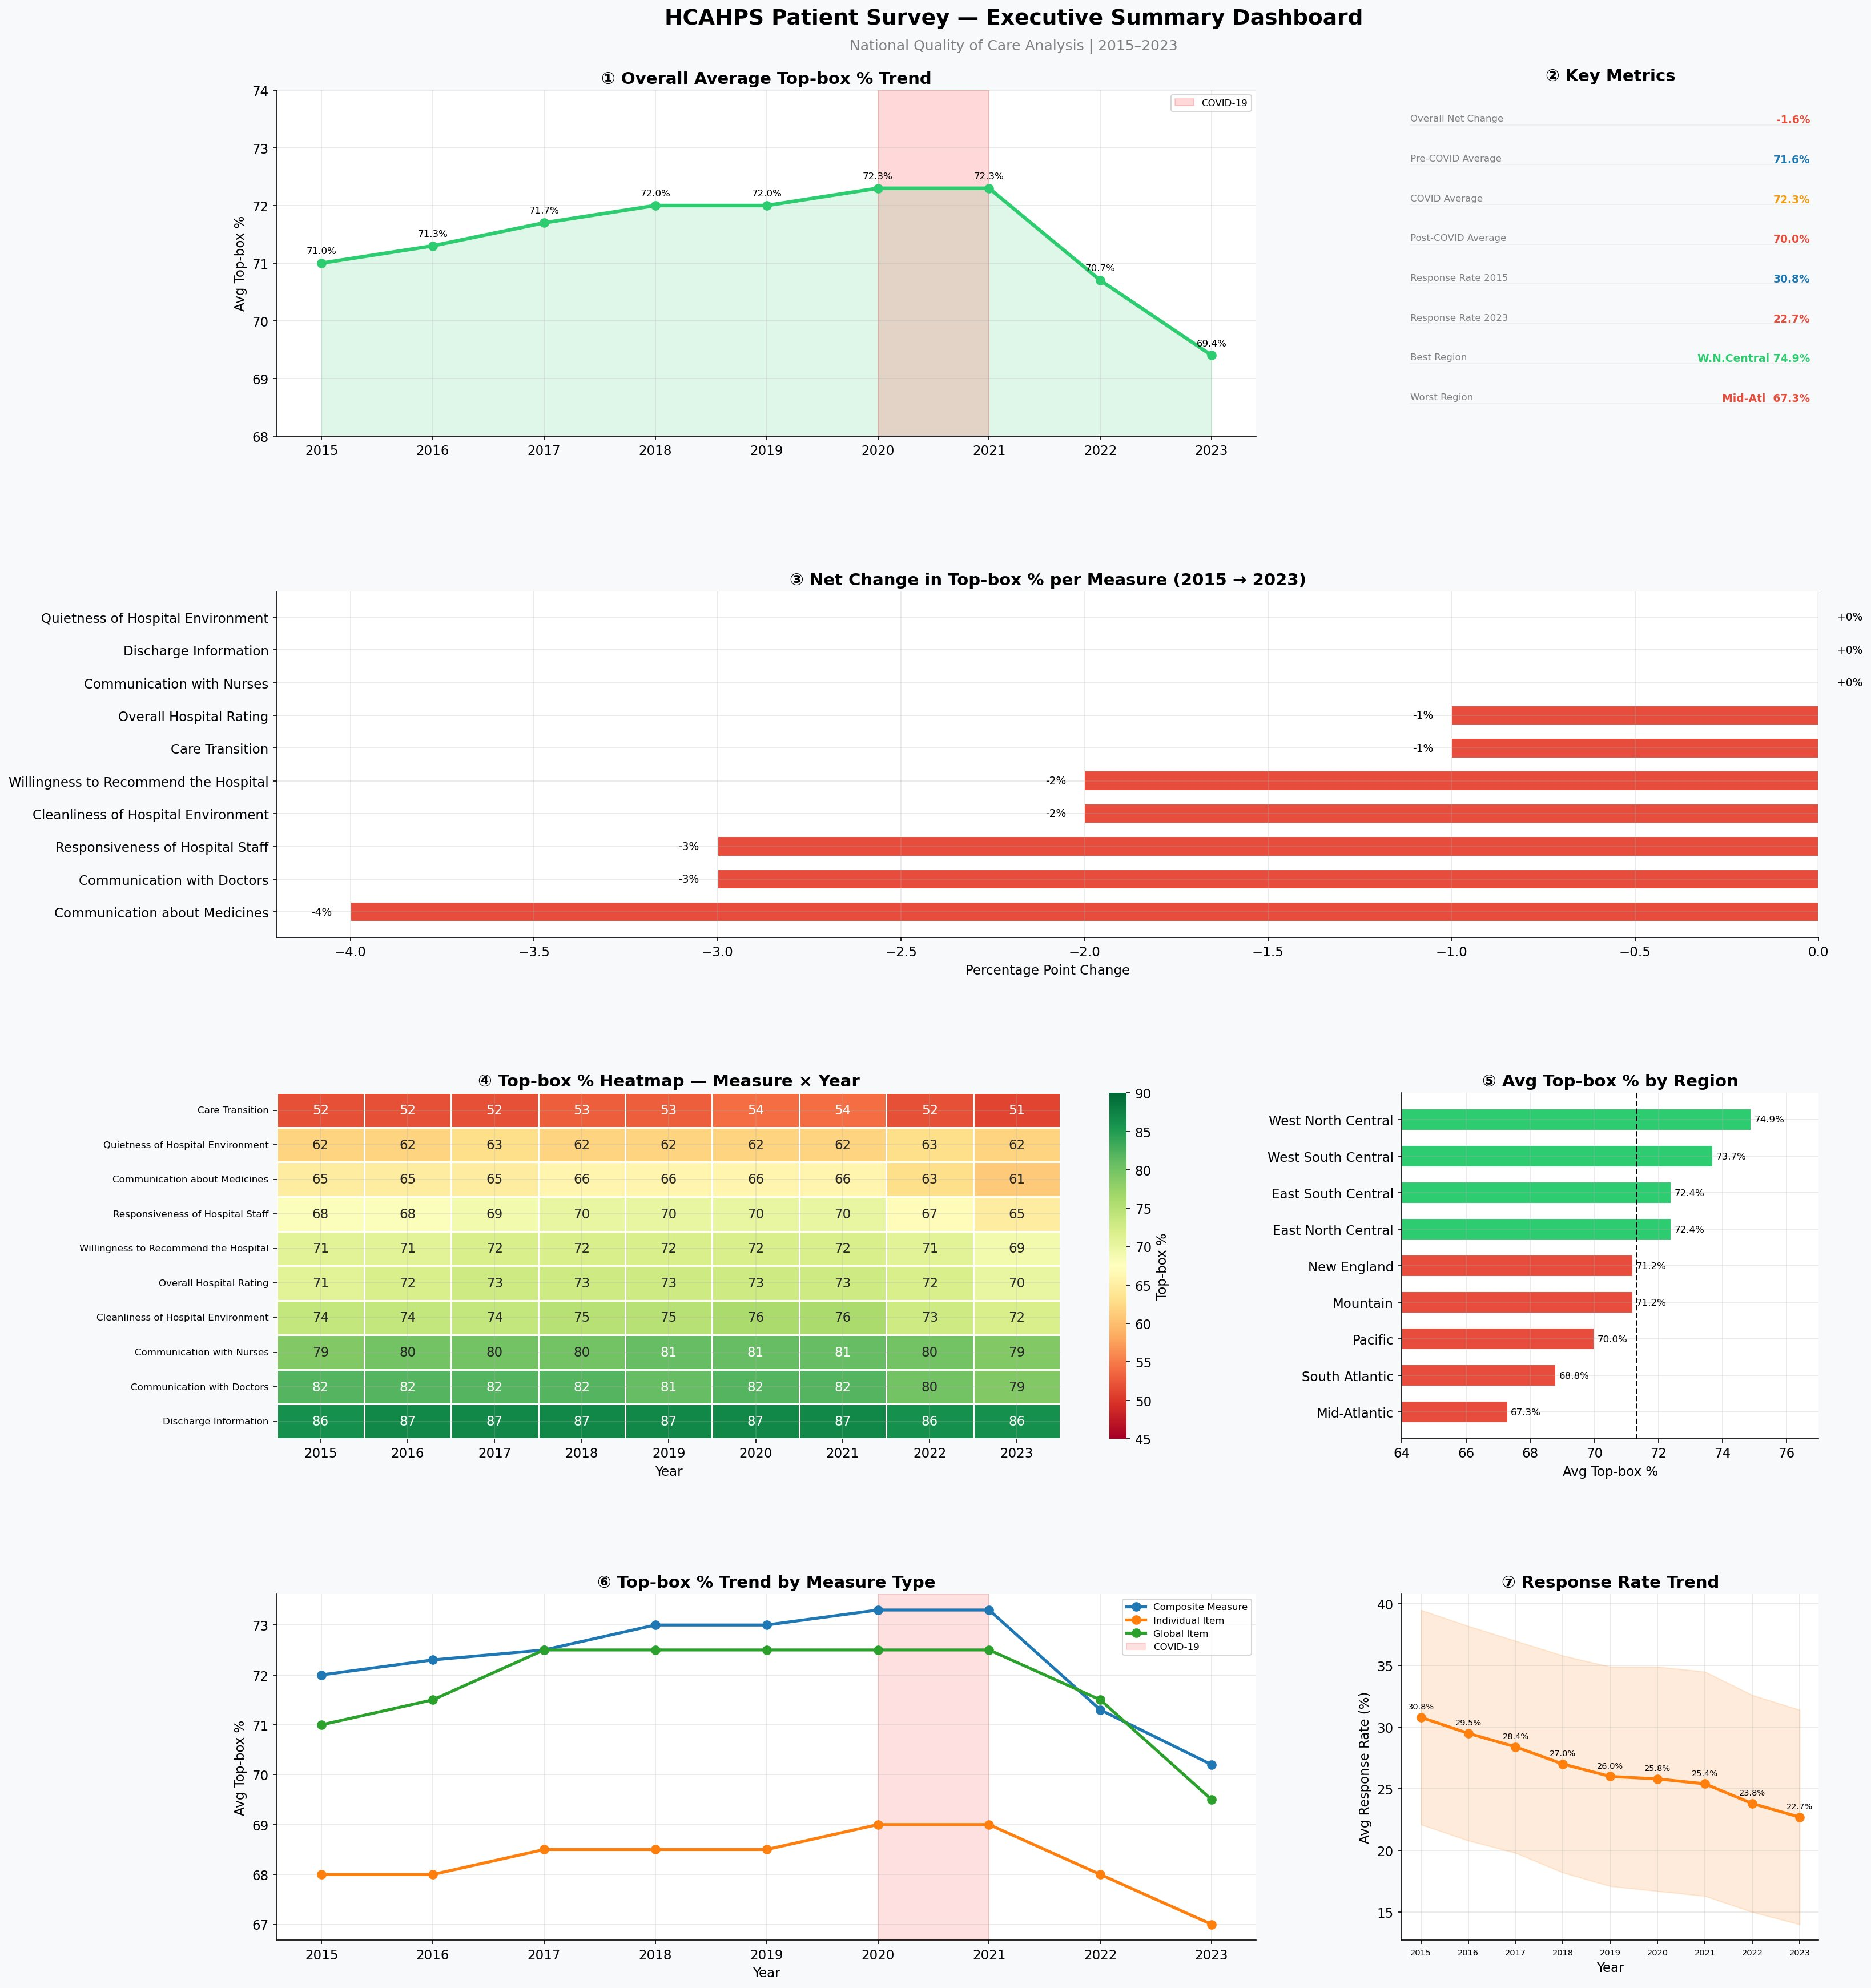 HCAHPS Patient Survey — Executive Summary Dashboard
National Quality of Care Analysis | 2015–2023
① Overall Average Top-box % Trend
COVID-19
Avg Top-box %
74
73
72
71
70
69
68
71.0%
71.3%
71.7%
72.0%
72.0%
72.3%
72.3%
70.7%
69.4%
2015 2016 2017 2018 2019 2020 2021 2022 2023
② Key Metrics
Overall Net Change -1.6%
Pre-COVID Average 71.6%
COVID Average 72.3%
Post-COVID Average 70.0%
Response Rate 2015 30.8%
Response Rate 2023 22.7%
Best Region W.N.Central 74.9%
Worst Region Mid-Atl 67.3%
③ Net Change in Top-box % per Measure (2015 → 2023)
Quietness of Hospital Environment +0%
Discharge Information +0%
Communication with Nurses +0%
Overall Hospital Rating -1%
Care Transition -1%
Willingness to Recommend the Hospital -2%
Cleanliness of Hospital Environment -2%
Responsiveness of Hospital Staff -3%
Communication with Doctors -3%
Communication about Medicines -4%
−4.0 −3.5 −3.0 −2.5 −2.0 −1.5 −1.0 −0.5 0.0
Percentage Point Change
④ Top-box % Heatmap — Measure × Year
Care Transition 52 52 52 53 53 54 54 52 51
Quietness of Hospital Environment 62 62 63 62 62 62 62 63 62
Communication about Medicines 65 65 65 66 66 66 66 63 61
Responsiveness of Hospital Staff 68 68 69 70 70 70 70 67 65
Willingness to Recommend the Hospital 71 71 72 72 72 72 72 71 69
Overall Hospital Rating 71 72 73 73 73 73 73 72 70
Cleanliness of Hospital Environment 74 74 74 75 75 76 76 73 72
Communication with Nurses 79 80 80 80 81 81 81 80 79
Communication with Doctors 82 82 82 82 81 82 82 80 79
Discharge Information 86 87 87 87 87 87 87 86 86
2015 2016 2017 2018 2019 2020 2021 2022 2023
Year
90
85
80
75
70
65
60
55
50
45
Top-box %
⑤ Avg Top-box % by Region
West North Central 74.9%
West South Central 73.7%
East South Central 72.4%
East North Central 72.4%
New England 71.2%
Mountain 71.2%
Pacific 70.0%
South Atlantic 68.8%
Mid-Atlantic 67.3%
64 66 68 70 72 74 76
Avg Top-box %
⑥ Top-box % Trend by Measure Type
Composite Measure
Individual Item
Global Item
COVID-19
Avg Top-box %
73
72
71
70
69
68
67
2015 2016 2017 2018 2019 2020 2021 2022 2023
Year
⑦ Response Rate Trend
Avg Response Rate (%)
40
35
30
25
20
15
30.8%
29.5%
28.4%
27.0%
26.0%
25.8%
25.4%
23.8%
22.7%
2015 2016 2017 2018 2019 2020 2021 2022 2023
Year